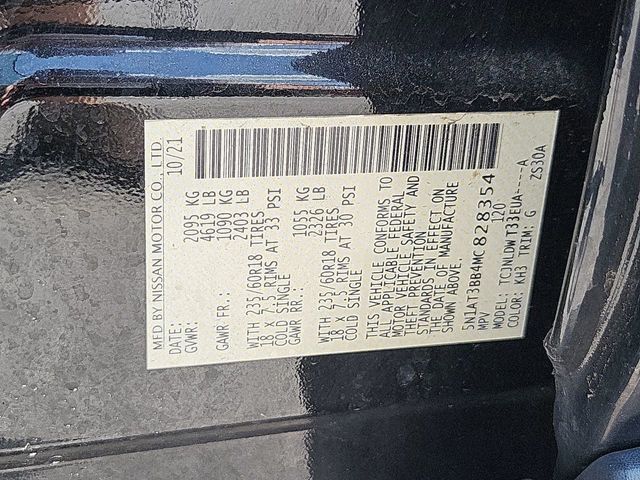 MFD BY NISSAN MOTOR CO., LTD.
DATE: 10/21
GVWR: 2095 KG
4619 LB
GAWR FR.: 1090 KG
2403 LB
WITH 235/60R18 TIRES
18 X 7.5 RIMS AT 33 PSI
COLD SINGLE
GAWR RR.: 1055 KG
2326 LB
WITH 235/60R18 TIRES
18 X 7.5 RIMS AT 30 PSI
COLD SINGLE
THIS VEHICLE CONFORMS TO
ALL APPLICABLE FEDERAL
MOTOR VEHICLE SAFETY AND
THEFT PREVENTION
STANDARDS IN EFFECT ON
THE DATE OF MANUFACTURE
SHOWN ABOVE.
5N1AT3BB4MC828354
MPV 120
MODEL: TCJNLDWT33EUA----A
COLOR: KH3 TRIM: G 2S30A